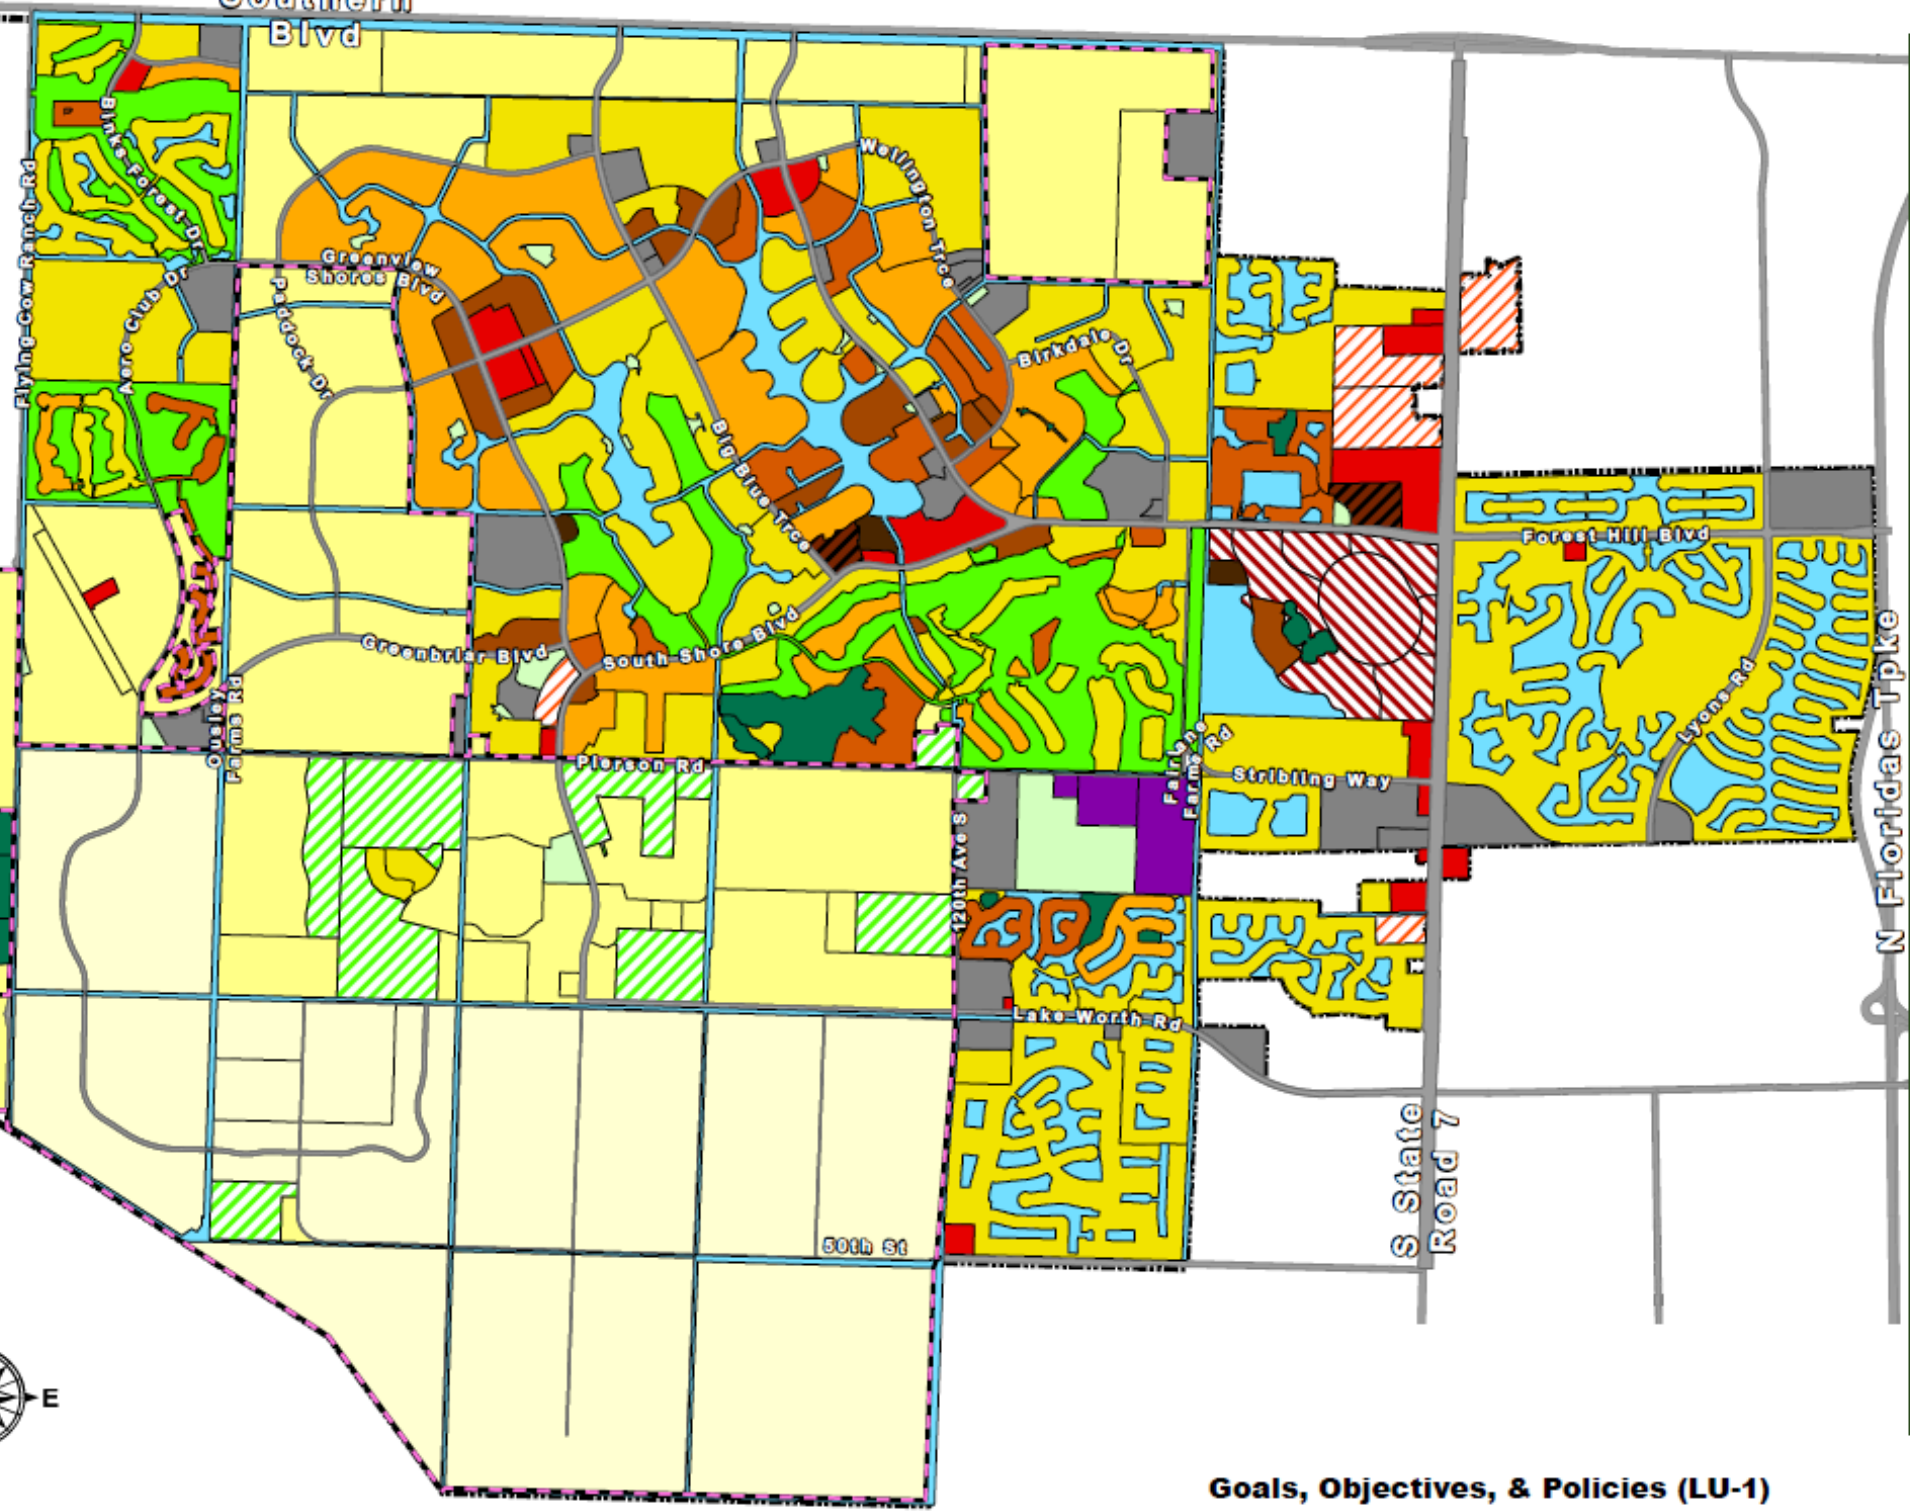 Southern
Blvd
Flying Cow Ranch Rd
Bluks Forest Dr
Aero Club Dr
Greenview
Shores Blvd
Paddock Dr
Wellington Trce
Birkdale Dr
Big Blue Trce
Forest Hill Blvd
Greenbriar Blvd
South Shore Blvd
Ousley
Farms Rd
Pierson Rd
Fairlane
Farms Rd
Stribling Way
Lyons Rd
N Floridas Tpke
120th Ave S
Lake Worth Rd
S State
Road 7
50th St
E
Goals, Objectives, & Policies (LU-1)